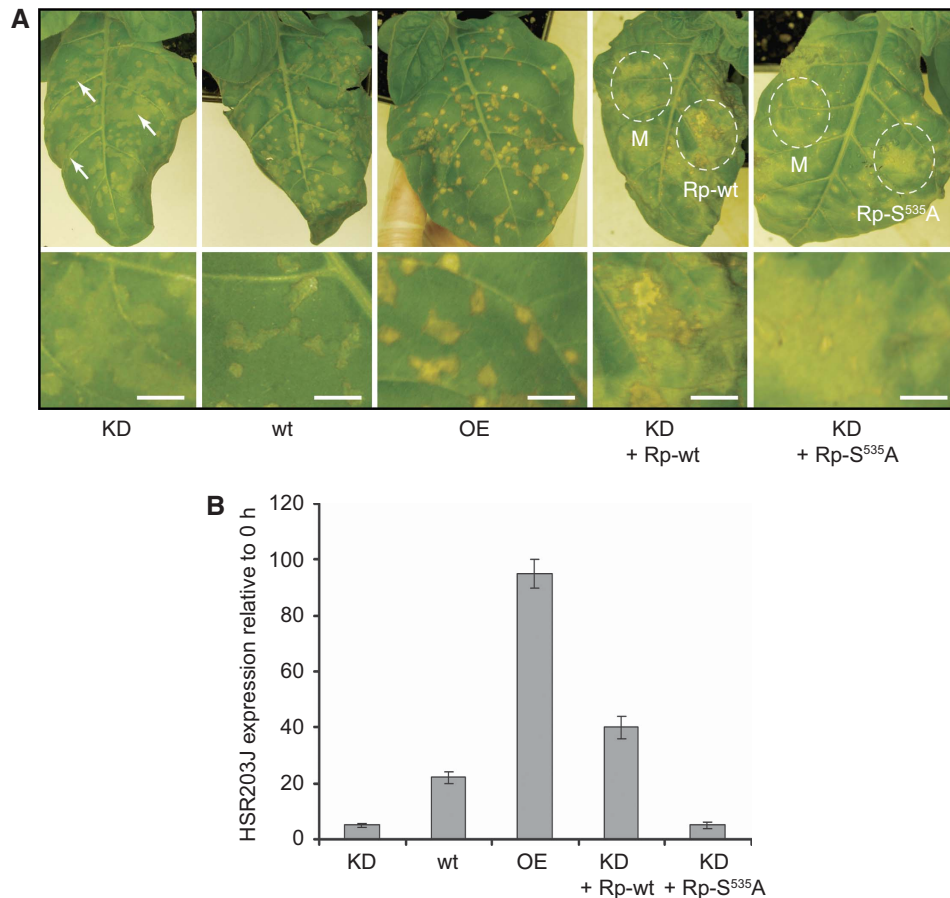 A
M
Rp-wt
M
Rp-S⁵³⁵A
KD
wt
OE
KD
+ Rp-wt
KD
+ Rp-S⁵³⁵A
B
HSR203J expression relative to 0 h
120
100
80
60
40
20
0
KD
wt
OE
KD
+ Rp-wt
KD
+ Rp-S⁵³⁵A